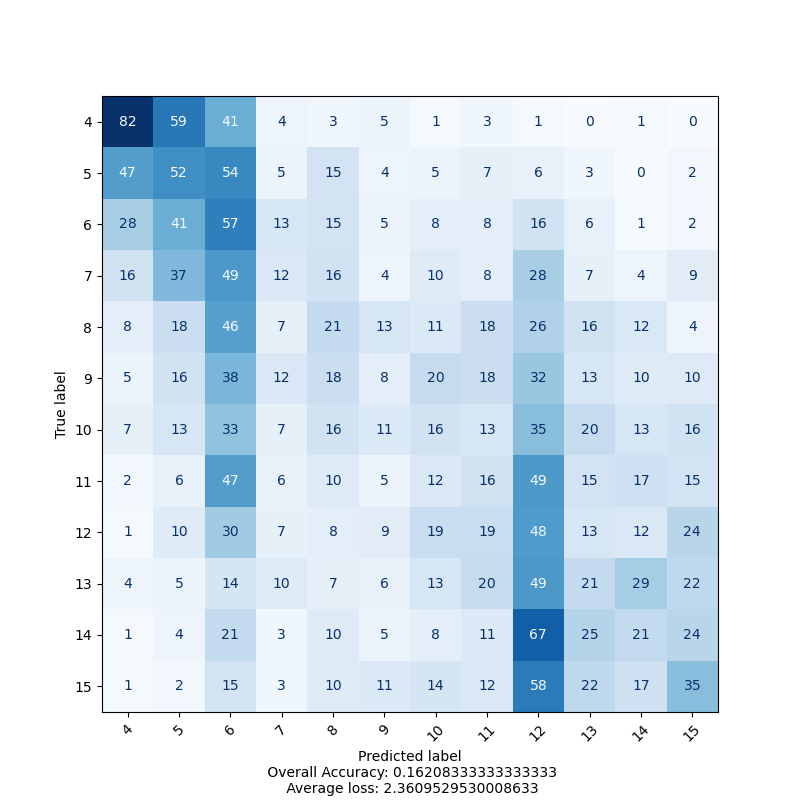 4 82 59 41 4 3 5 1 3 1 0 1 0
5 47 52 54 5 15 4 5 7 6 3 0 2
6 28 41 57 13 15 5 8 8 16 6 1 2
7 16 37 49 12 16 4 10 8 28 7 4 9
8 8 18 46 7 21 13 11 18 26 16 12 4
9 5 16 38 12 18 8 20 18 32 13 10 10
True label
10 7 13 33 7 16 11 16 13 35 20 13 16
11 2 6 47 6 10 5 12 16 49 15 17 15
12 1 10 30 7 8 9 19 19 48 13 12 24
13 4 5 14 10 7 6 13 20 49 21 29 22
14 1 4 21 3 10 5 8 11 67 25 21 24
15 1 2 15 3 10 11 14 12 58 22 17 35
4 5 6 7 8 9 10 11 12 13 14 15
Predicted label
Overall Accuracy: 0.16208333333333333
Average loss: 2.3609529530008633